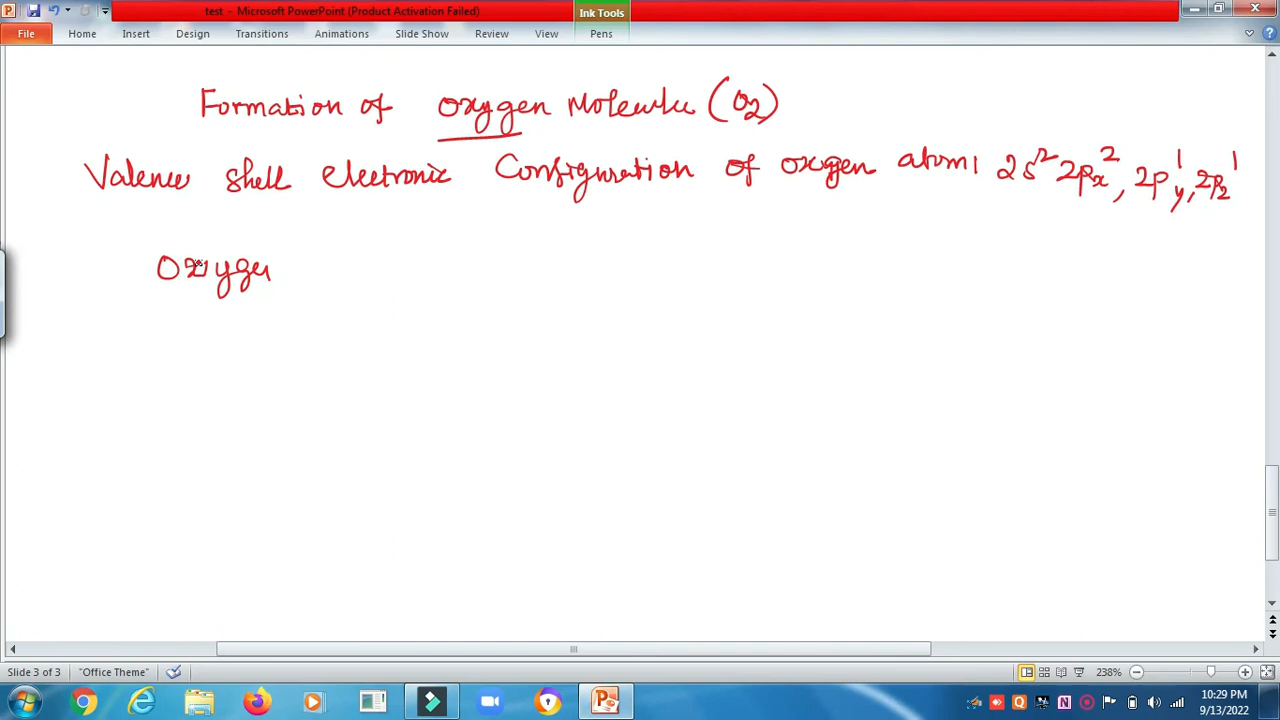 test - Microsoft PowerPoint (Product Activation Failed)
Ink Tools
File Home Insert Design Transitions Animations Slide Show Review View Pens
Formation of Oxygen Molecule (O2)
Valence shell electronic configuration of oxygen atom: 2s² 2px², 2py¹, 2pz¹
Oxygen
Slide 3 of 3 "Office Theme" 238%
10:29 PM
9/13/2022